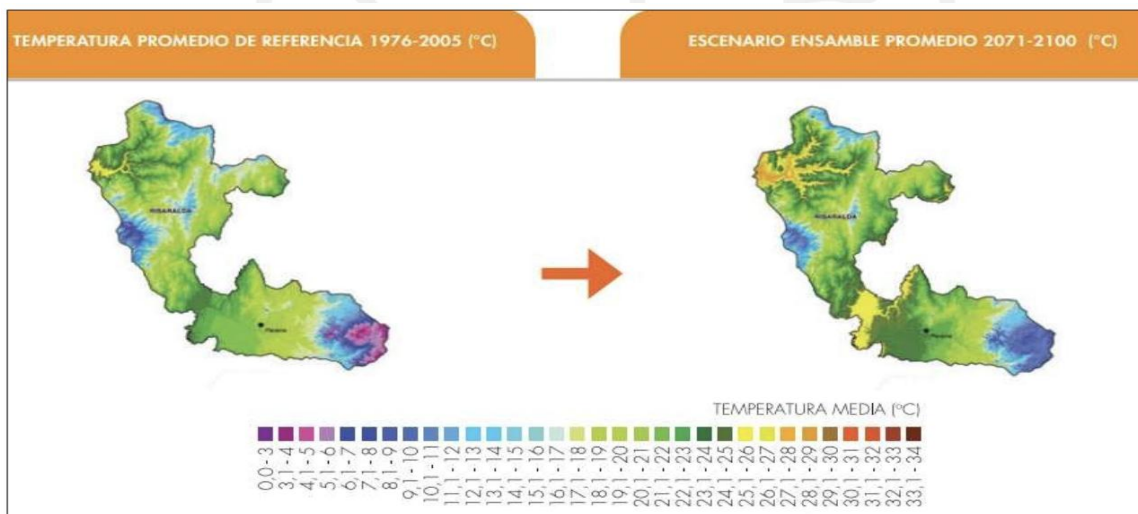 TEMPERATURA PROMEDIO DE REFERENCIA 1976-2005 (°C)
ESCENARIO ENSAMBLE PROMEDIO 2071-2100 (°C)
RISARALDA
Pereira
RISARALDA
Pereira
TEMPERATURA MEDIA (°C)
0,0 - 3
3,1 - 4
4,1 - 5
5,1 - 6
6,1 - 7
7,1 - 8
8,1 - 9
9,1 - 10
10,1 - 11
11,1 - 12
12,1 - 13
13,1 - 14
14,1 - 15
15,1 - 16
16,1 - 17
17,1 - 18
18,1 - 19
19,1 - 20
20,1 - 21
21,1 - 22
22,1 - 23
23,1 - 24
24,1 - 25
25,1 - 26
26,1 - 27
27,1 - 28
28,1 - 29
29,1 - 30
30,1 - 31
31,1 - 32
32,1 - 33
33,1 - 34